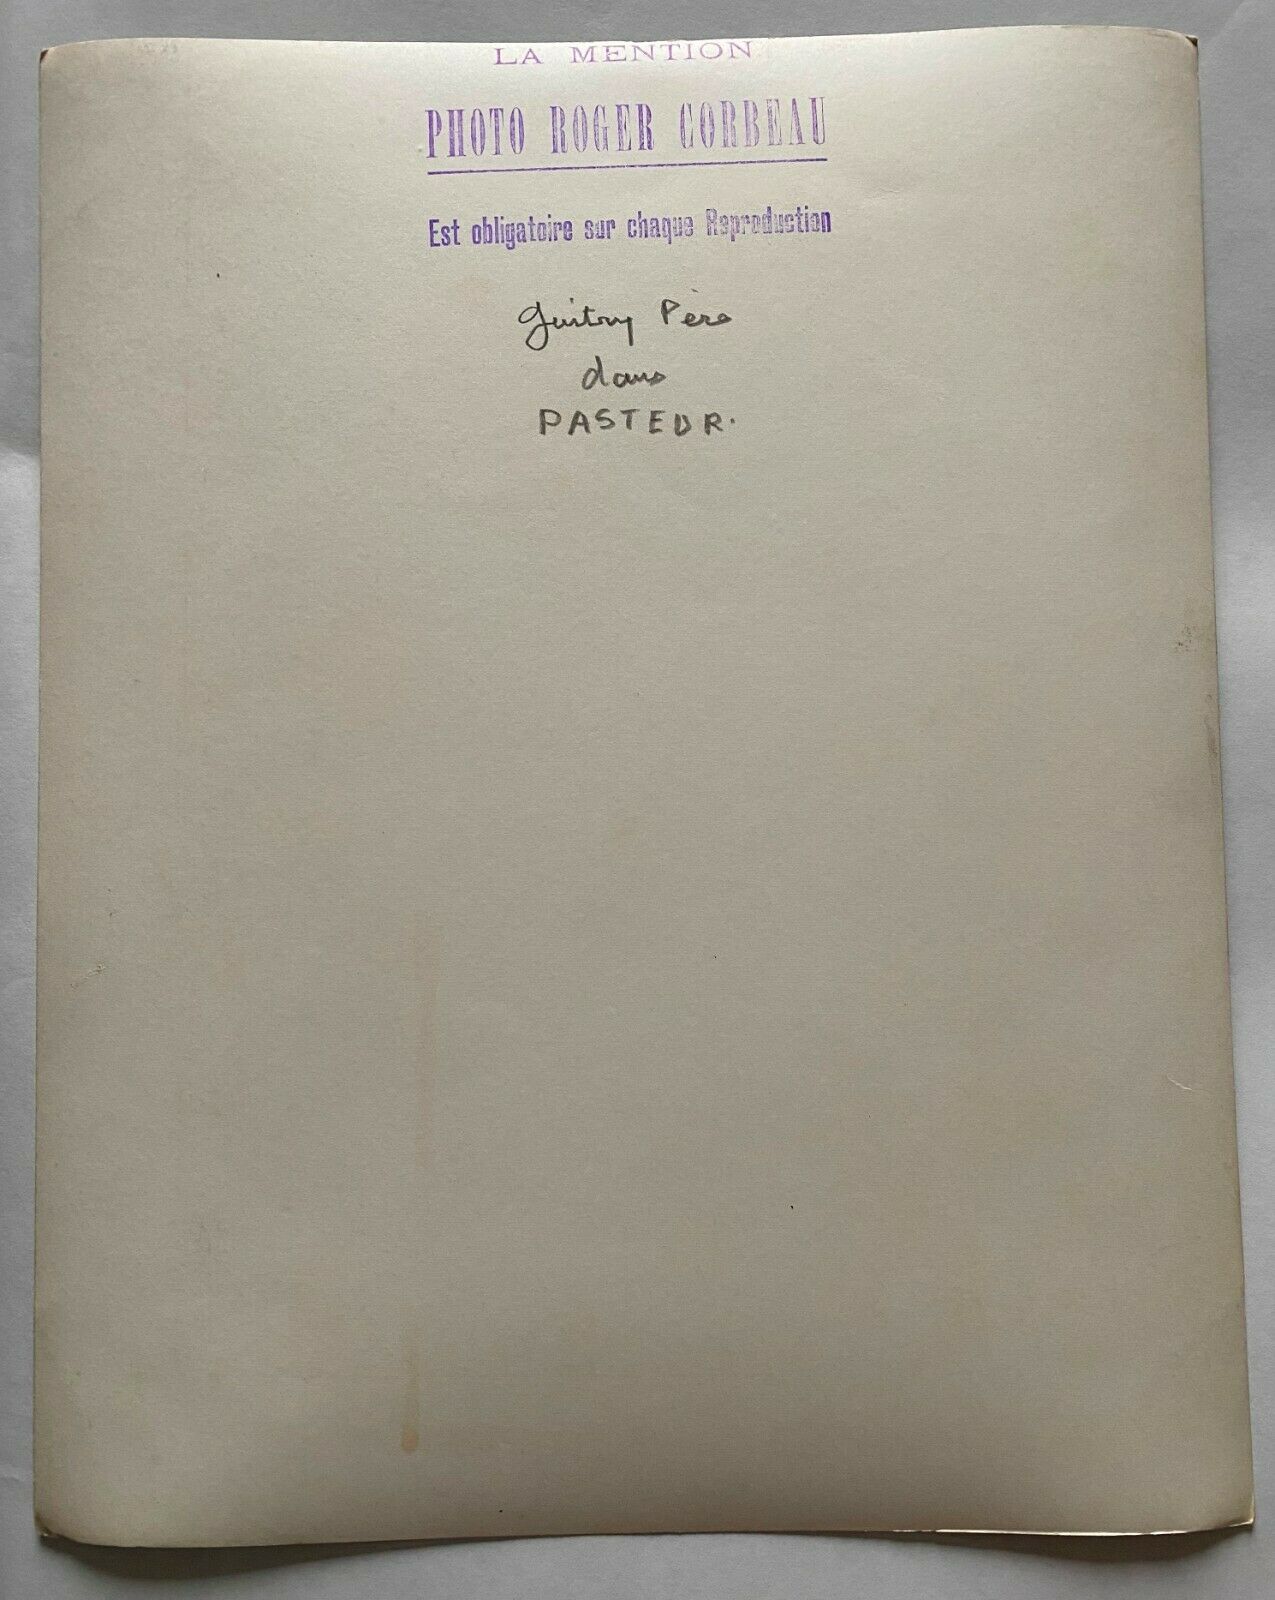 LA MENTION
PHOTO ROGER CORBEAU
Est obligatoire sur chaque Reproduction
Guitry Père
dans
PASTEUR.